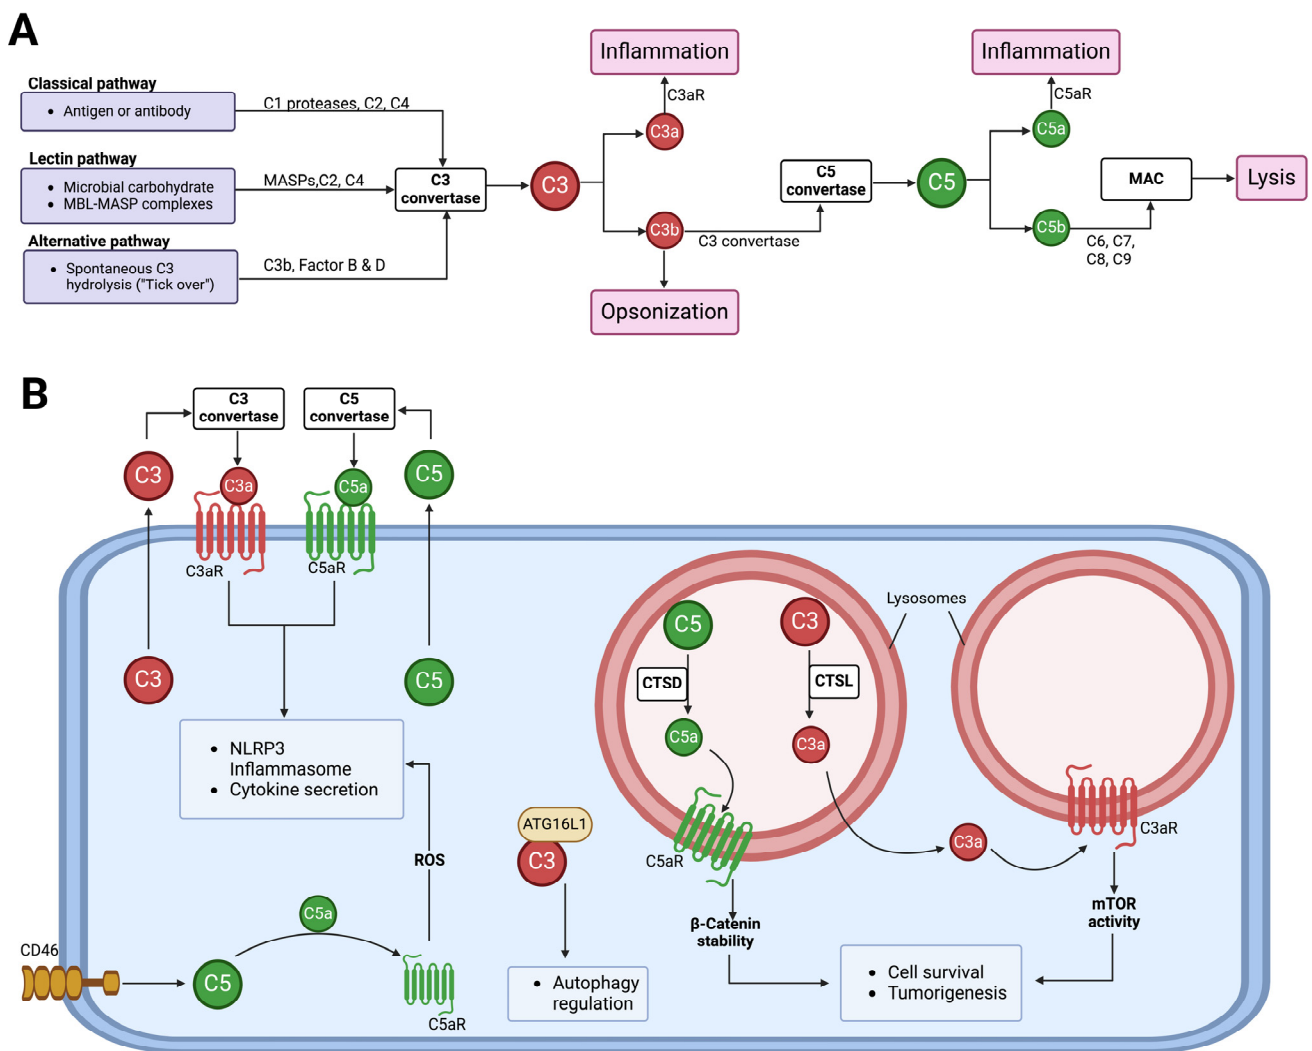 A
Classical pathway
• Antigen or antibody
C1 proteases, C2, C4
Lectin pathway
• Microbial carbohydrate
• MBL-MASP complexes
MASPs,C2, C4
Alternative pathway
• Spontaneous C3
hydrolysis ("Tick over")
C3b, Factor B & D
C3
convertase
C3
Inflammation
C3aR
C3a
C3b
Opsonization
C3 convertase
C5
convertase
C5
Inflammation
C5aR
C5a
C5b
C6, C7,
C8, C9
MAC
Lysis
B
C3
convertase
C5
convertase
C3
C3a
C5a
C5
C3aR
C5aR
C3
C5
• NLRP3
Inflammasome
• Cytokine secretion
ROS
CD46
C5
C5a
C5aR
ATG16L1
C3
• Autophagy
regulation
Lysosomes
C5
C3
CTSD
CTSL
C5a
C3a
C5aR
C3a
C3aR
β-Catenin
stability
mTOR
activity
• Cell survival
• Tumorigenesis